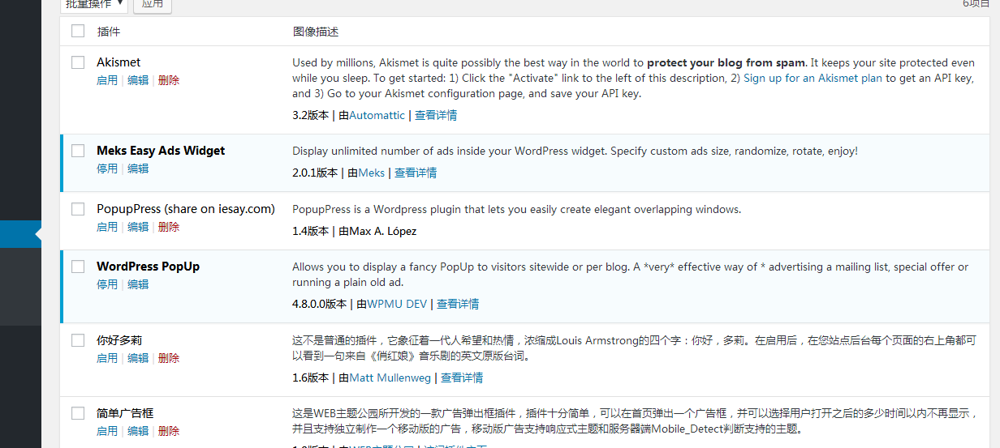 批量操作 应用 6项目
插件 图像描述
Akismet
启用 | 编辑 | 删除
Used by millions, Akismet is quite possibly the best way in the world to protect your blog from spam. It keeps your site protected even
while you sleep. To get started: 1) Click the "Activate" link to the left of this description, 2) Sign up for an Akismet plan to get an API key,
and 3) Go to your Akismet configuration page, and save your API key.
3.2版本 | 由Automattic | 查看详情
Meks Easy Ads Widget
停用 | 编辑
Display unlimited number of ads inside your WordPress widget. Specify custom ads size, randomize, rotate, enjoy!
2.0.1版本 | 由Meks | 查看详情
PopupPress (share on iesay.com)
启用 | 编辑 | 删除
PopupPress is a Wordpress plugin that lets you easily create elegant overlapping windows.
1.4版本 | 由Max A. López
WordPress PopUp
停用 | 编辑
Allows you to display a fancy PopUp to visitors sitewide or per blog. A *very* effective way of * advertising a mailing list, special offer or
running a plain old ad.
4.8.0.0版本 | 由WPMU DEV | 查看详情
你好多莉
启用 | 编辑 | 删除
这不是普通的插件，它象征着一代人希望和热情，浓缩成Louis Armstrong的四个字：你好，多莉。在启用后，在您站点后台每个页面的右上角都可
以看到一句来自《俏红娘》音乐剧的英文原版台词。
1.6版本 | 由Matt Mullenweg | 查看详情
简单广告框
启用 | 编辑 | 删除
这是WEB主题公园所开发的一款广告弹出框插件，插件十分简单，可以在首页弹出一个广告框，并可以选择用户打开之后的多少时间以内不再显示，
并且支持独立制作一个移动版的广告，移动版广告支持响应式主题和服务器端Mobile_Detect判断支持的主题。